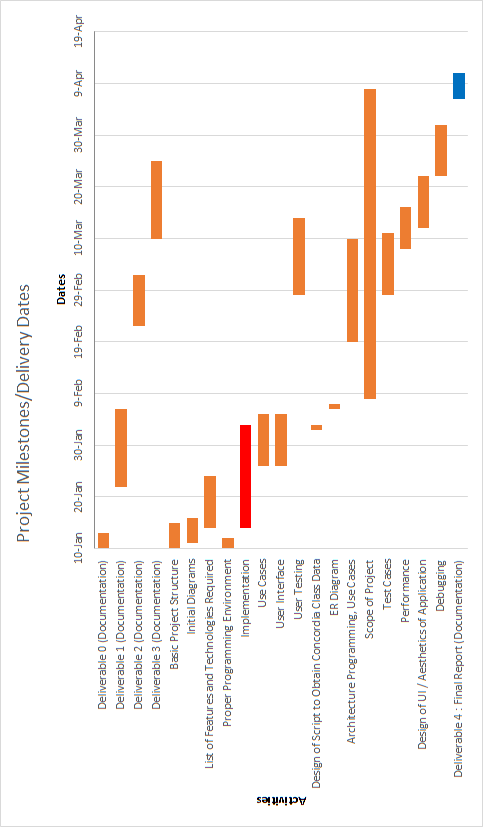 Project Milestones/Delivery Dates
Dates
10-Jan
20-Jan
30-Jan
9-Feb
19-Feb
29-Feb
10-Mar
20-Mar
30-Mar
9-Apr
19-Apr
Activities
Deliverable 0 (Documentation)
Deliverable 1 (Documentation)
Deliverable 2 (Documentation)
Deliverable 3 (Documentation)
Basic Project Structure
Initial Diagrams
List of Features and Technologies Required
Proper Programming Environment
Implementation
Use Cases
User Interface
User Testing
Design of Script to Obtain Concordia Class Data
ER Diagram
Architecture Programming, Use Cases
Scope of Project
Test Cases
Performance
Design of UI / Aesthetics of Application
Debugging
Deliverable 4 : Final Report (Documentation)